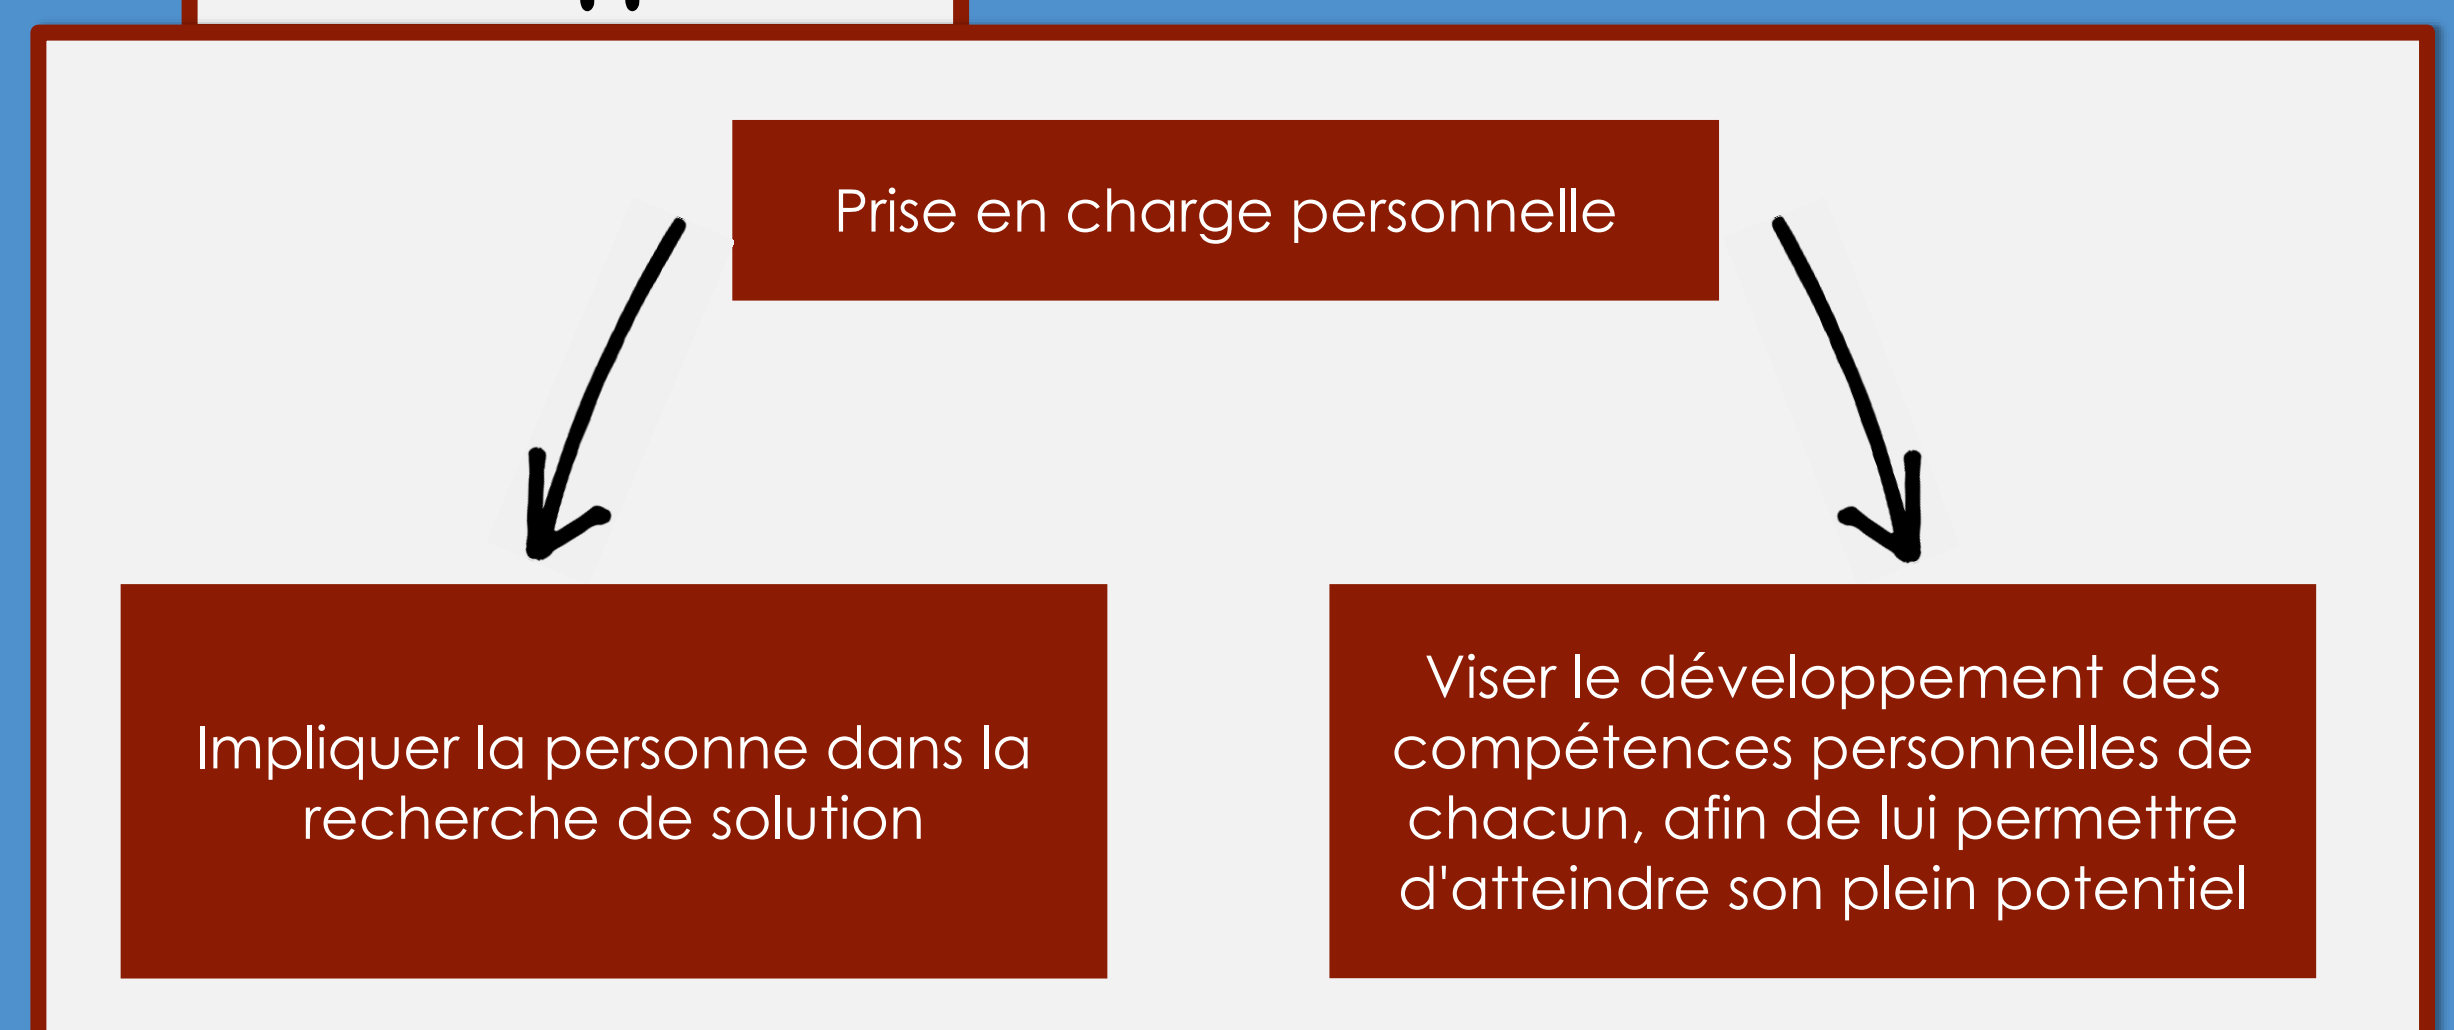 Prise en charge personnelle
Impliquer la personne dans la
recherche de solution
Viser le développement des
compétences personnelles de
chacun, afin de lui permettre
d'atteindre son plein potentiel